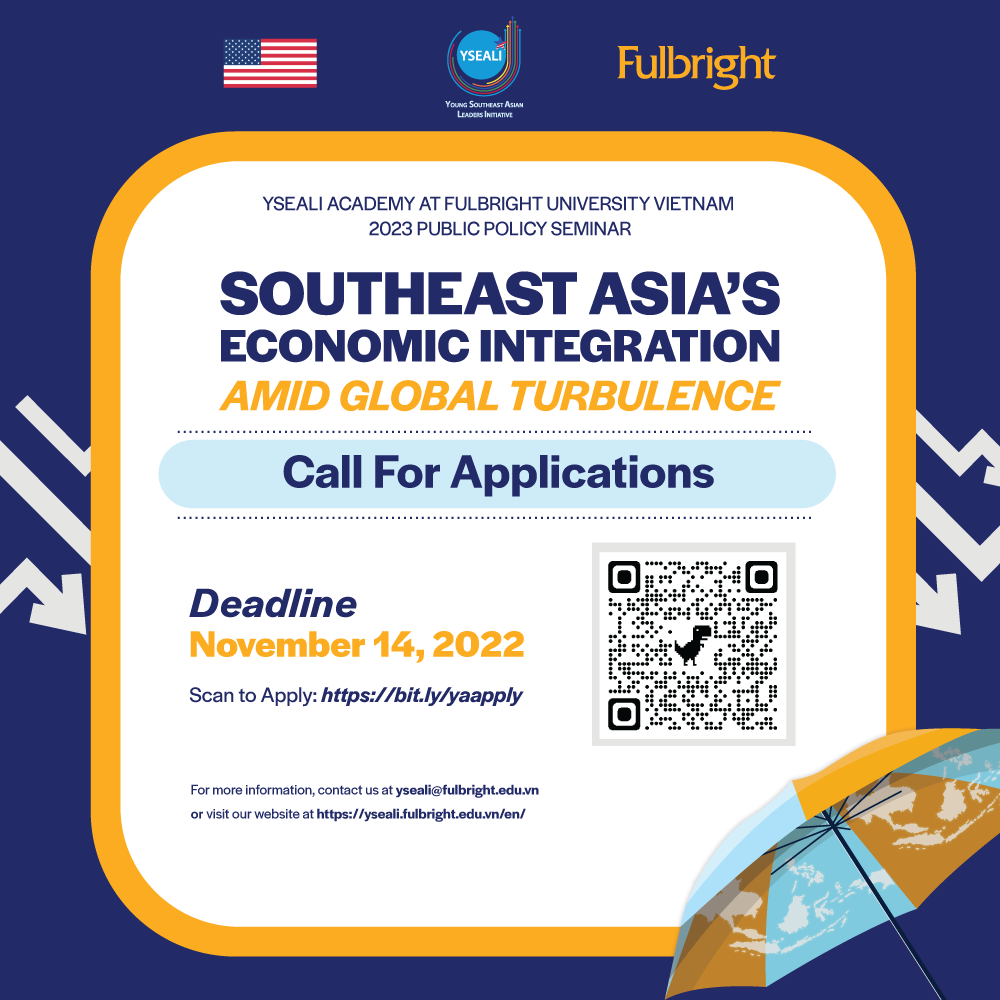 YSEALI
YOUNG SOUTHEAST ASIAN
LEADERS INITIATIVE
Fulbright
YSEALI ACADEMY AT FULBRIGHT UNIVERSITY VIETNAM
2023 PUBLIC POLICY SEMINAR
SOUTHEAST ASIA'S
ECONOMIC INTEGRATION
AMID GLOBAL TURBULENCE
Call For Applications
Deadline
November 14, 2022
Scan to Apply: https://bit.ly/yaapply
For more information, contact us at yseali@fulbright.edu.vn
or visit our website at https://yseali.fulbright.edu.vn/en/